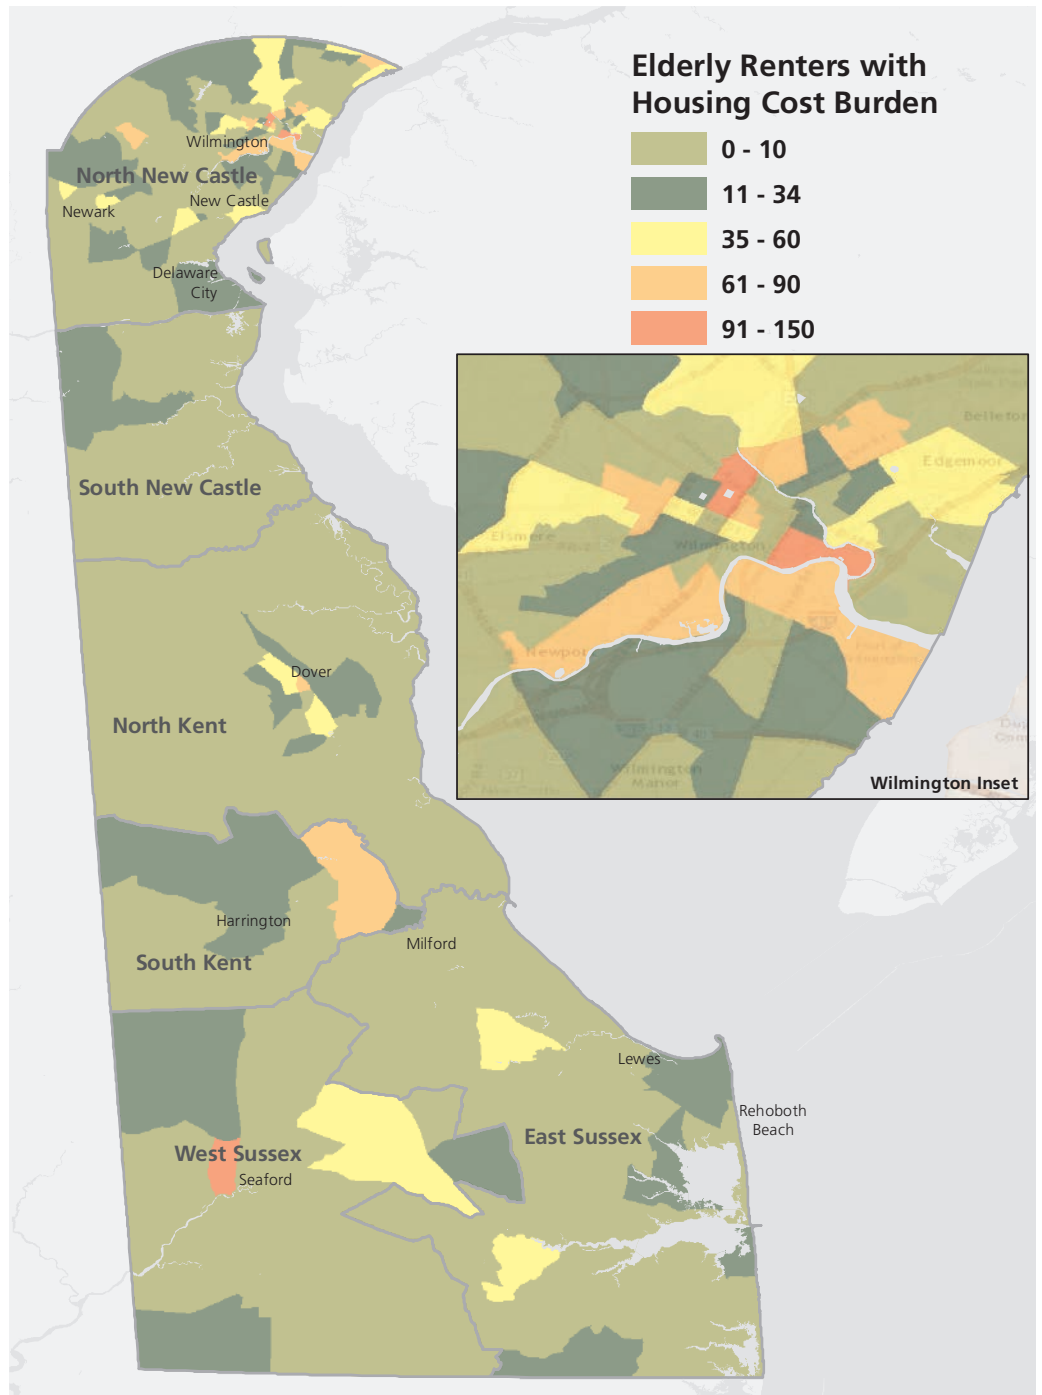 Elderly Renters with
Housing Cost Burden
0 - 10
11 - 34
35 - 60
61 - 90
91 - 150
Wilmington
North New Castle
New Castle
Newark
Delaware
City
South New Castle
Dover
North Kent
Harrington
Milford
South Kent
Lewes
Rehoboth
Beach
East Sussex
West Sussex
Seaford
Edgemoor
Elsmere
Wilmington
Newport
Wilmington
Manor
Wilmington Inset